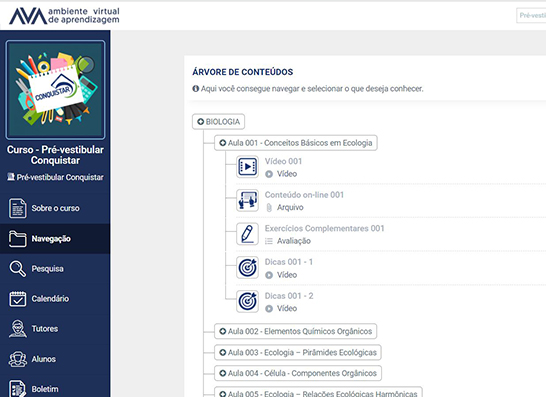 AVA ambiente virtual
de aprendizagem
Pré-vesti
CONQUISTAR
Curso - Pré-vestibular
Conquistar
Pré-vestibular Conquistar
Sobre o curso
Navegação
Pesquisa
Calendário
Tutores
Alunos
Boletim
ÁRVORE DE CONTEÚDOS
Aqui você consegue navegar e selecionar o que deseja conhecer.
BIOLOGIA
Aula 001 - Conceitos Básicos em Ecologia
Vídeo 001
Vídeo
Conteúdo on-line 001
Arquivo
Exercícios Complementares 001
Avaliação
Dicas 001 - 1
Vídeo
Dicas 001 - 2
Vídeo
Aula 002 - Elementos Químicos Orgânicos
Aula 003 - Ecologia – Pirâmides Ecológicas
Aula 004 - Célula - Componentes Orgânicos
Aula 005 - Ecologia – Relações Ecológicas Harmônicas